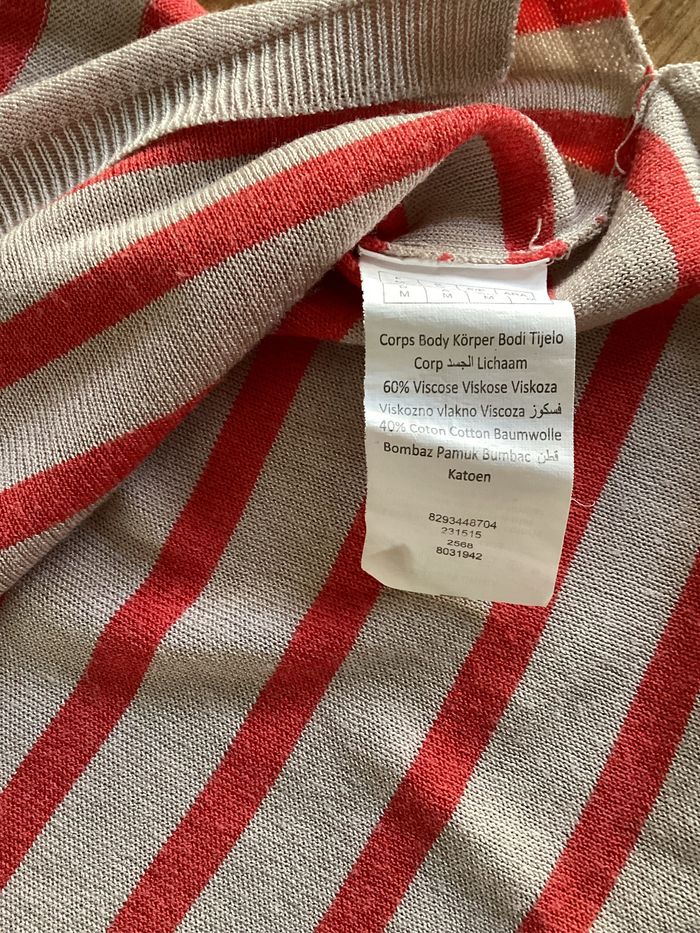 M M M
Corps Body Körper Bodi Tijelo
Corp الجسد Lichaam
60% Viscose Viskose Viskoza
Viskozno vlakno Viscoza فسكوز
40% Coton Cotton Baumwolle
Bombaz Pamuk Bumbac قطن
Katoen
8293448704
231515
2568
8031942